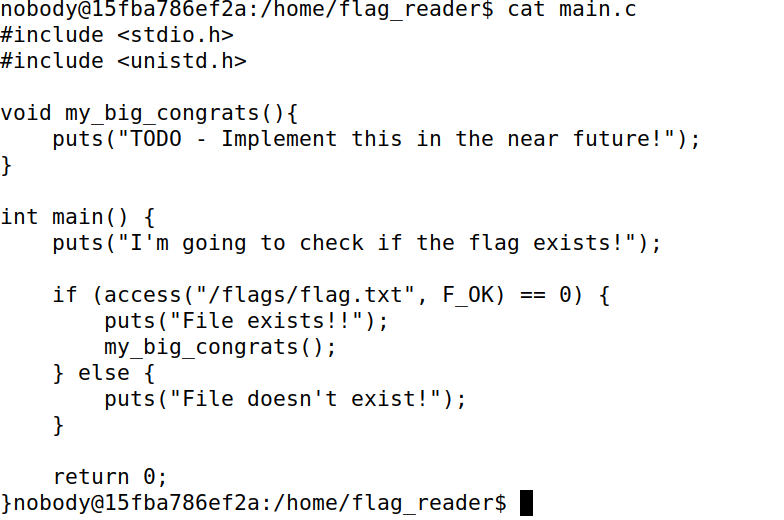 nobody@15fba786ef2a:/home/flag_reader$ cat main.c
#include <stdio.h>
#include <unistd.h>

void my_big_congrats(){
    puts("TODO - Implement this in the near future!");
}

int main() {
    puts("I'm going to check if the flag exists!");

    if (access("/flags/flag.txt", F_OK) == 0) {
        puts("File exists!!");
        my_big_congrats();
    } else {
        puts("File doesn't exist!");
    }

    return 0;
}nobody@15fba786ef2a:/home/flag_reader$